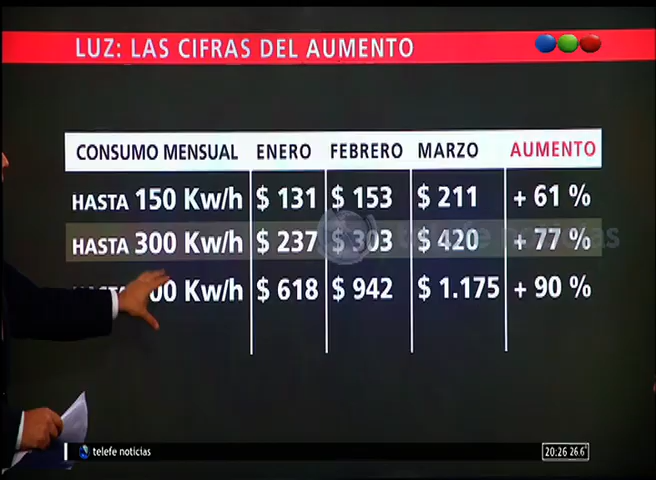 LUZ: LAS CIFRAS DEL AUMENTO
CONSUMO MENSUAL ENERO FEBRERO MARZO AUMENTO
HASTA 150 Kw/h $ 131 $ 153 $ 211 + 61 %
HASTA 300 Kw/h $ 237 $ 303 $ 420 + 77 %
00 Kw/h $ 618 $ 942 $ 1.175 + 90 %
telefe noticias
telefe noticias 20:26 26.6°